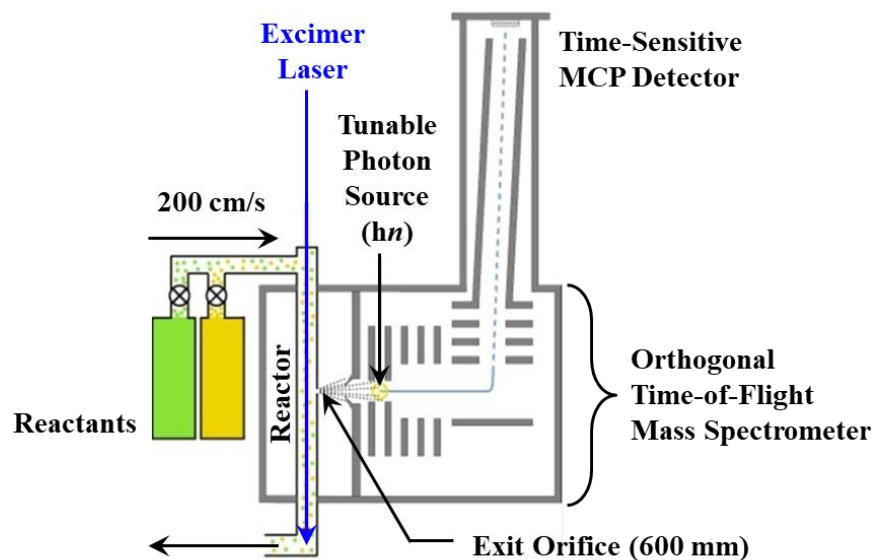 Excimer
Laser
Time-Sensitive
MCP Detector
Tunable
Photon
Source
(hn)
200 cm/s
Reactor
Reactants
Orthogonal
Time-of-Flight
Mass Spectrometer
Exit Orifice (600 mm)